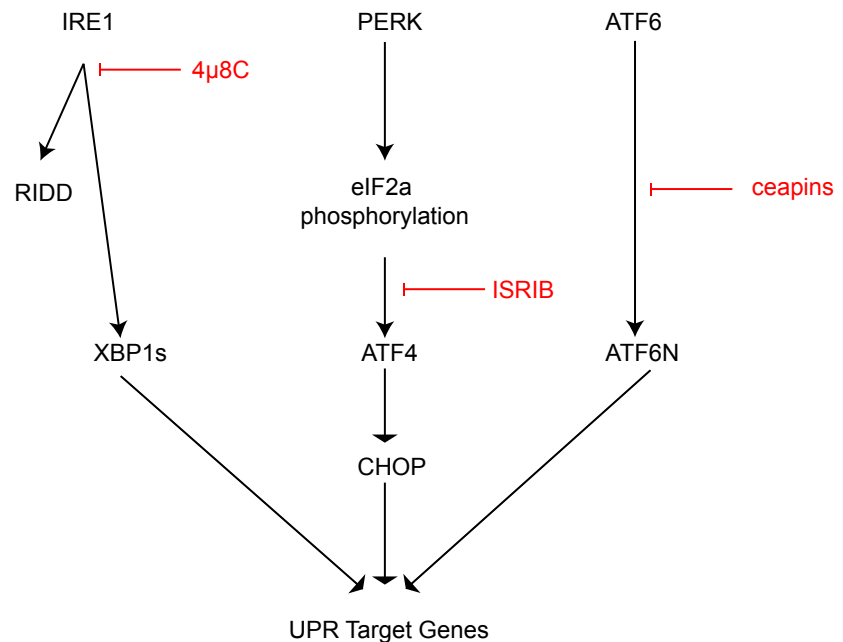 IRE1
PERK
ATF6
4µ8C
RIDD
eIF2a
phosphorylation
ceapins
ISRIB
XBP1s
ATF4
ATF6N
CHOP
UPR Target Genes